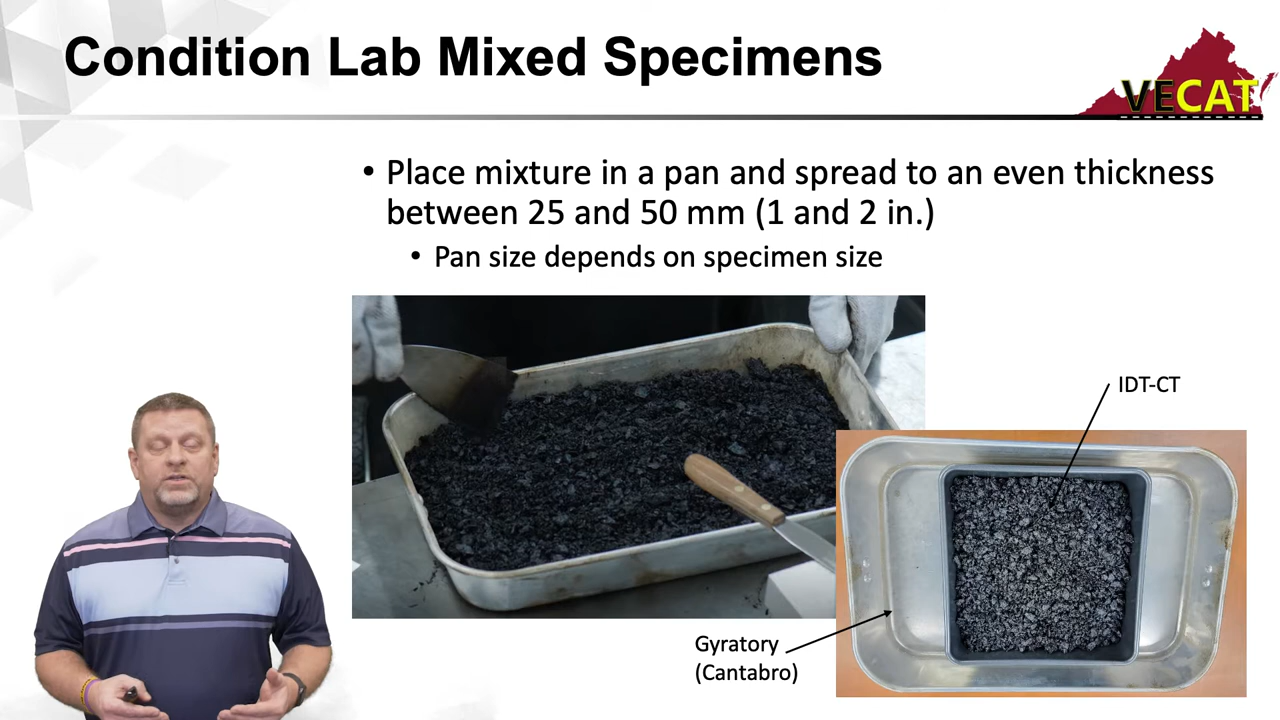 Condition Lab Mixed Specimens
VECAT
• Place mixture in a pan and spread to an even thickness
between 25 and 50 mm (1 and 2 in.)
• Pan size depends on specimen size
IDT-CT
Gyratory
(Cantabro)